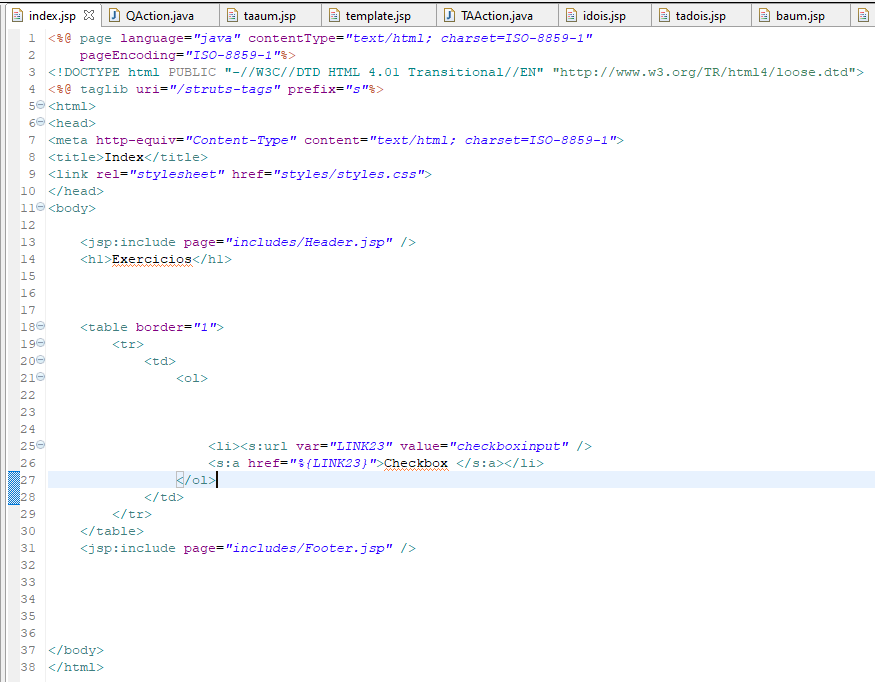 index.jsp QAction.java taaum.jsp template.jsp TAAction.java idois.jsp tadois.jsp baum.jsp
1 <%@ page language="java" contentType="text/html; charset=ISO-8859-1"
2 pageEncoding="ISO-8859-1"%>
3 <!DOCTYPE html PUBLIC "-//W3C//DTD HTML 4.01 Transitional//EN" "http://www.w3.org/TR/html4/loose.dtd">
4 <%@ taglib uri="/struts-tags" prefix="s"%>
5 <html>
6 <head>
7 <meta http-equiv="Content-Type" content="text/html; charset=ISO-8859-1">
8 <title>Index</title>
9 <link rel="stylesheet" href="styles/styles.css">
10 </head>
11 <body>
12
13 <jsp:include page="includes/Header.jsp" />
14 <h1>Exercicios</h1>
15
16
17
18 <table border="1">
19 <tr>
20 <td>
21 <ol>
22
23
24
25 <li><s:url var="LINK23" value="checkboxinput" />
26 <s:a href="%{LINK23}">Checkbox </s:a></li>
27 </ol>
28 </td>
29 </tr>
30 </table>
31 <jsp:include page="includes/Footer.jsp" />
32
33
34
35
36
37 </body>
38 </html>